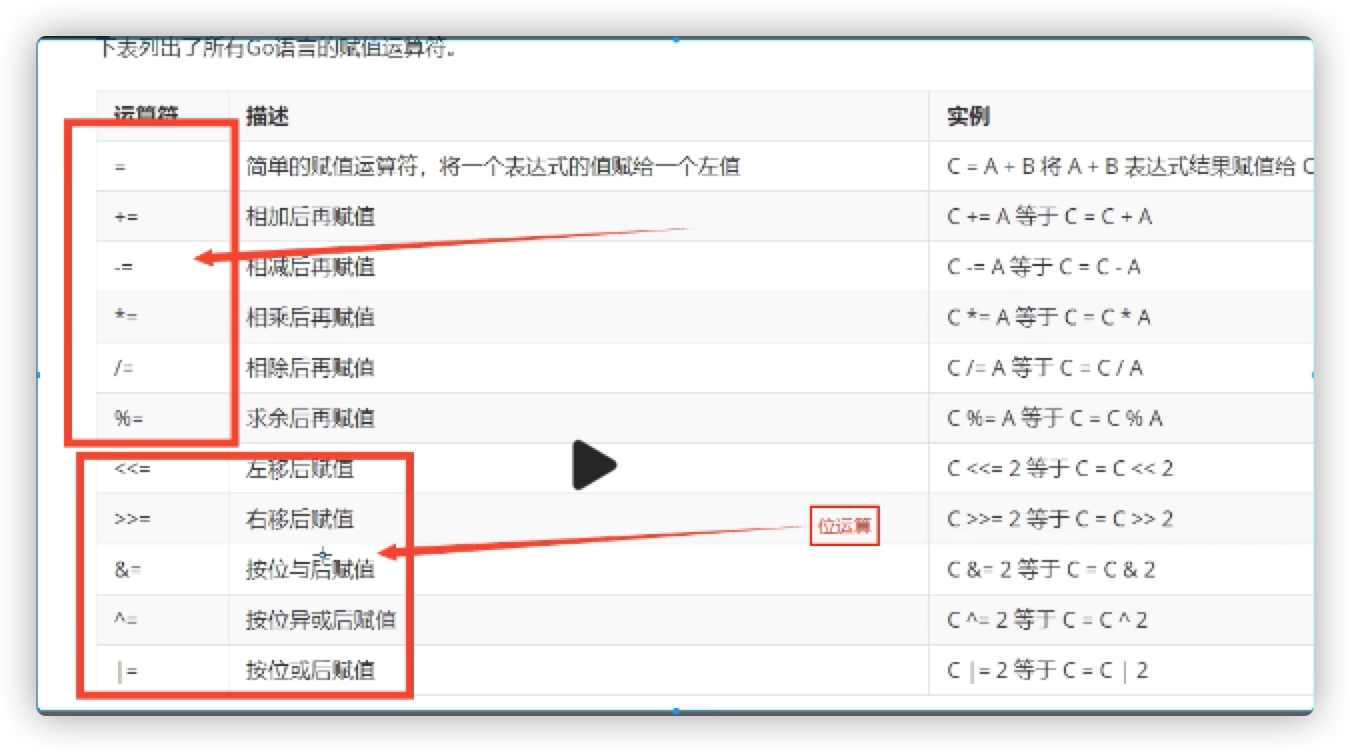 下表列出了所有Go语言的赋值运算符。
运算符 描述 实例
= 简单的赋值运算符，将一个表达式的值赋给一个左值 C = A + B 将 A + B 表达式结果赋值给 C
+= 相加后再赋值 C += A 等于 C = C + A
-= 相减后再赋值 C -= A 等于 C = C - A
*= 相乘后再赋值 C *= A 等于 C = C * A
/= 相除后再赋值 C /= A 等于 C = C / A
%= 求余后再赋值 C %= A 等于 C = C % A
<<= 左移后赋值 C <<= 2 等于 C = C << 2
>>= 右移后赋值 C >>= 2 等于 C = C >> 2
位运算
&= 按位与后赋值 C &= 2 等于 C = C & 2
^= 按位异或后赋值 C ^= 2 等于 C = C ^ 2
|= 按位或后赋值 C |= 2 等于 C = C | 2